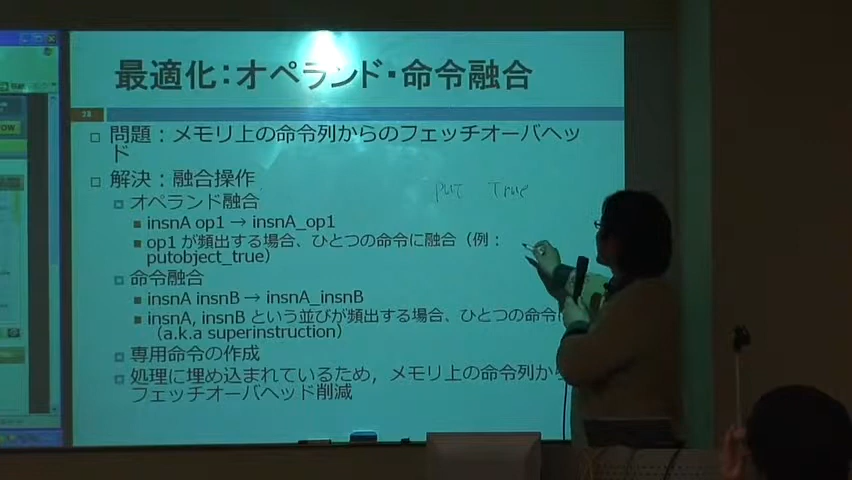 最適化：オペランド・命令融合
28
問題：メモリ上の命令列からのフェッチオーバヘッ
ド
解決：融合操作
put True
オペランド融合
insnA op1 → insnA_op1
op1 が頻出する場合、ひとつの命令に融合（例：
putobject_true）
命令融合
insnA insnB → insnA_insnB
insnA, insnB という並びが頻出する場合、ひとつの命令
（a.k.a superinstruction）
専用命令の作成
処理に埋め込まれているため，メモリ上の命令列か
フェッチオーバヘッド削減